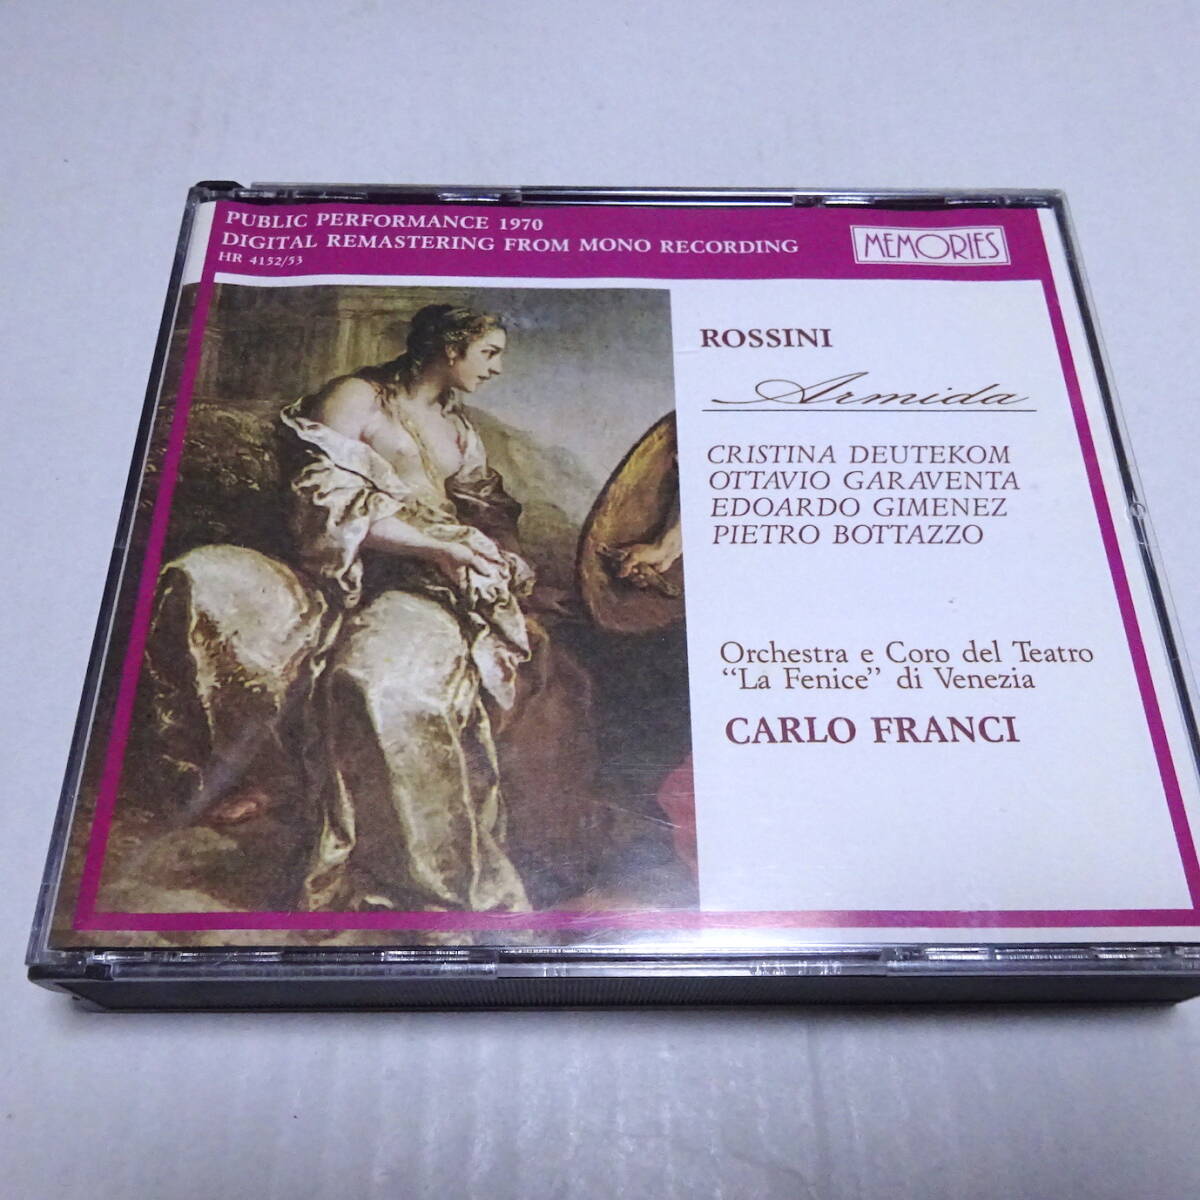 PUBLIC PERFORMANCE 1970
DIGITAL REMASTERING FROM MONO RECORDING
HR 4152/53
MEMORIES
ROSSINI
Armida
CRISTINA DEUTEKOM
OTTAVIO GARAVENTA
EDOARDO GIMENEZ
PIETRO BOTTAZZO
Orchestra e Coro del Teatro
“La Fenice” di Venezia
CARLO FRANCI